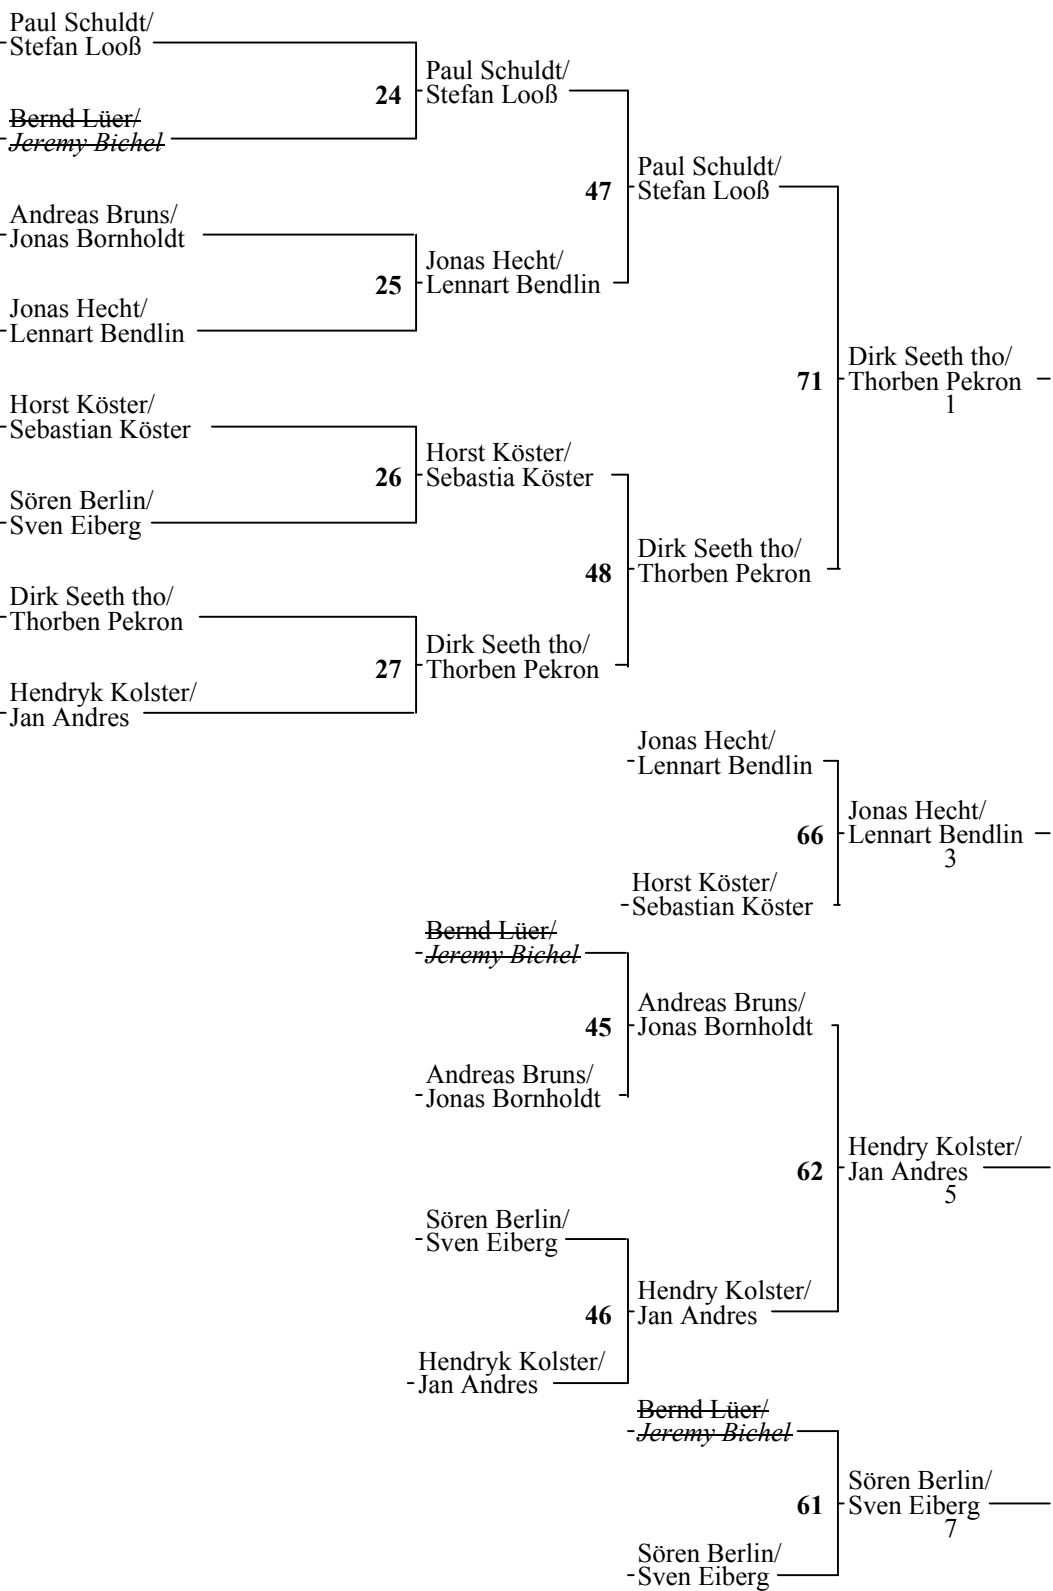 Paul Schuldt/
Stefan Looß
24
Paul Schuldt/
Stefan Looß
Bernd Lüer/
Jeremy Bichel
47
Paul Schuldt/
Stefan Looß
Andreas Bruns/
Jonas Bornholdt
25
Jonas Hecht/
Lennart Bendlin
Jonas Hecht/
Lennart Bendlin
71
Dirk Seeth tho/
Thorben Pekron
1
Horst Köster/
Sebastian Köster
26
Horst Köster/
Sebastia Köster
Sören Berlin/
Sven Eiberg
48
Dirk Seeth tho/
Thorben Pekron
Dirk Seeth tho/
Thorben Pekron
27
Dirk Seeth tho/
Thorben Pekron
Hendryk Kolster/
Jan Andres
Jonas Hecht/
Lennart Bendlin
66
Jonas Hecht/
Lennart Bendlin
3
Horst Köster/
Sebastian Köster
Bernd Lüer/
Jeremy Bichel
45
Andreas Bruns/
Jonas Bornholdt
Andreas Bruns/
Jonas Bornholdt
62
Hendry Kolster/
Jan Andres
5
Sören Berlin/
Sven Eiberg
46
Hendry Kolster/
Jan Andres
Hendryk Kolster/
Jan Andres
Bernd Lüer/
Jeremy Bichel
61
Sören Berlin/
Sven Eiberg
7
Sören Berlin/
Sven Eiberg